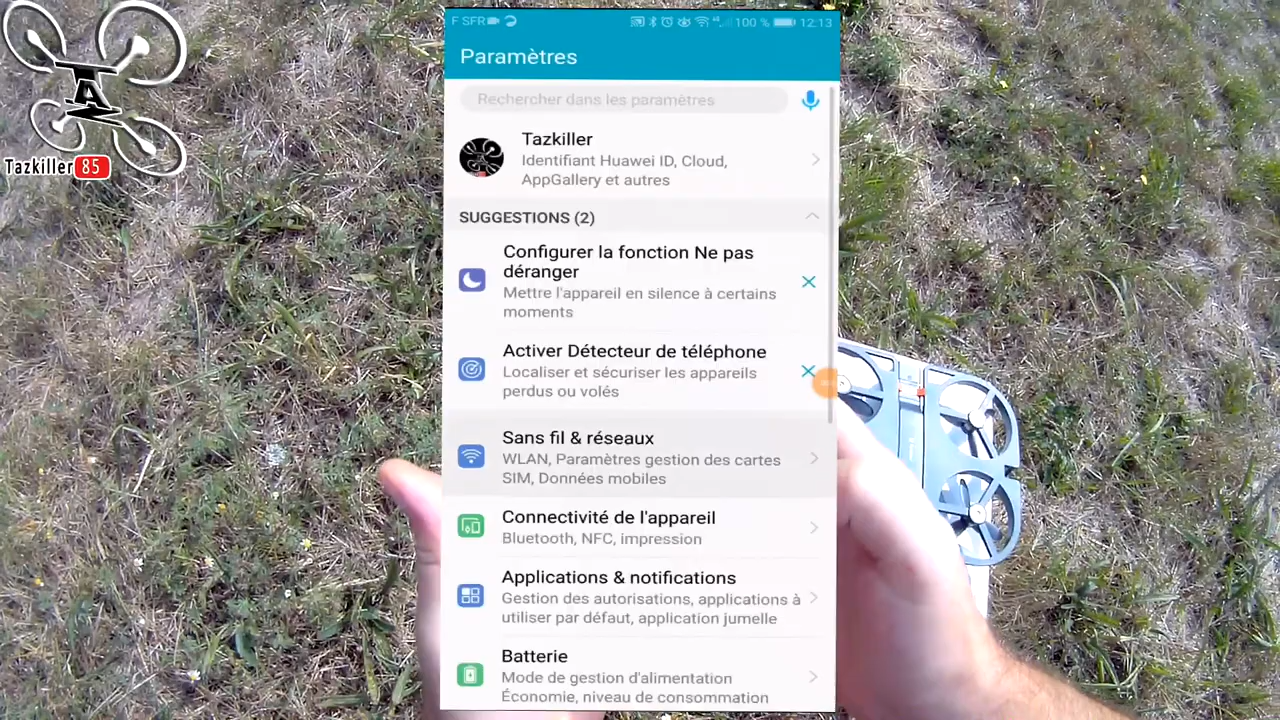 F SFR
100 %
12:13
Paramètres
Rechercher dans les paramètres
Tazkiller
Identifiant Huawei ID, Cloud,
AppGallery et autres
SUGGESTIONS (2)
Configurer la fonction Ne pas
déranger
Mettre l'appareil en silence à certains
moments
Activer Détecteur de téléphone
Localiser et sécuriser les appareils
perdus ou volés
Sans fil & réseaux
WLAN, Paramètres gestion des cartes
SIM, Données mobiles
Connectivité de l'appareil
Bluetooth, NFC, impression
Applications & notifications
Gestion des autorisations, applications à
utiliser par défaut, application jumelle
Batterie
Mode de gestion d'alimentation
Économie, niveau de consommation
A
Tazkiller 85